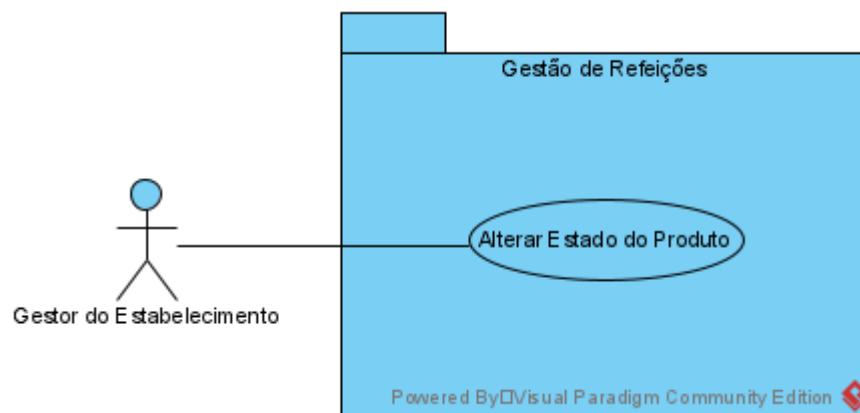 Gestão de Refeições
Alterar Estado do Produto
Gestor do Estabelecimento
Powered By□Visual Paradigm Community Edition